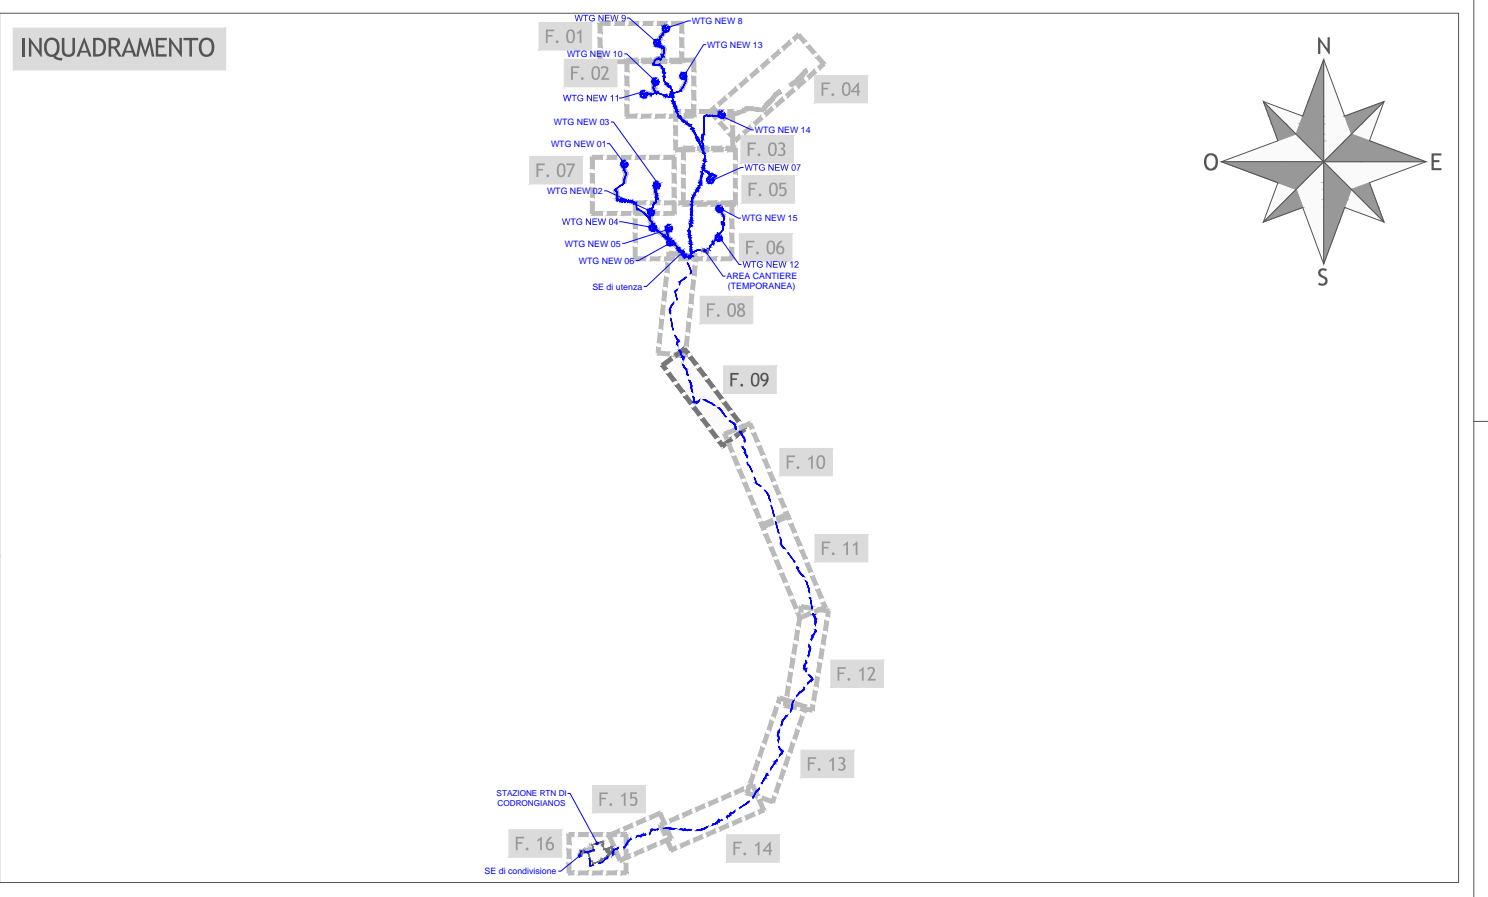 INQUADRAMENTO
WTG NEW 9
WTG NEW 8
F. 01
WTG NEW 13
WTG NEW 10
F. 02
F. 04
WTG NEW 11
WTG NEW 03
WTG NEW 14
WTG NEW 01
F. 03
F. 07
WTG NEW 07
WTG NEW 02
F. 05
WTG NEW 04
WTG NEW 15
WTG NEW 05
F. 06
WTG NEW 06
WTG NEW 12
AREA CANTIERE
(TEMPORANEA)
SE di utenza
F. 08
F. 09
F. 10
F. 11
F. 12
F. 13
STAZIONE RTN DI
CODRONGIANOS
F. 15
F. 16
F. 14
SE di condivisione
N
O
E
S